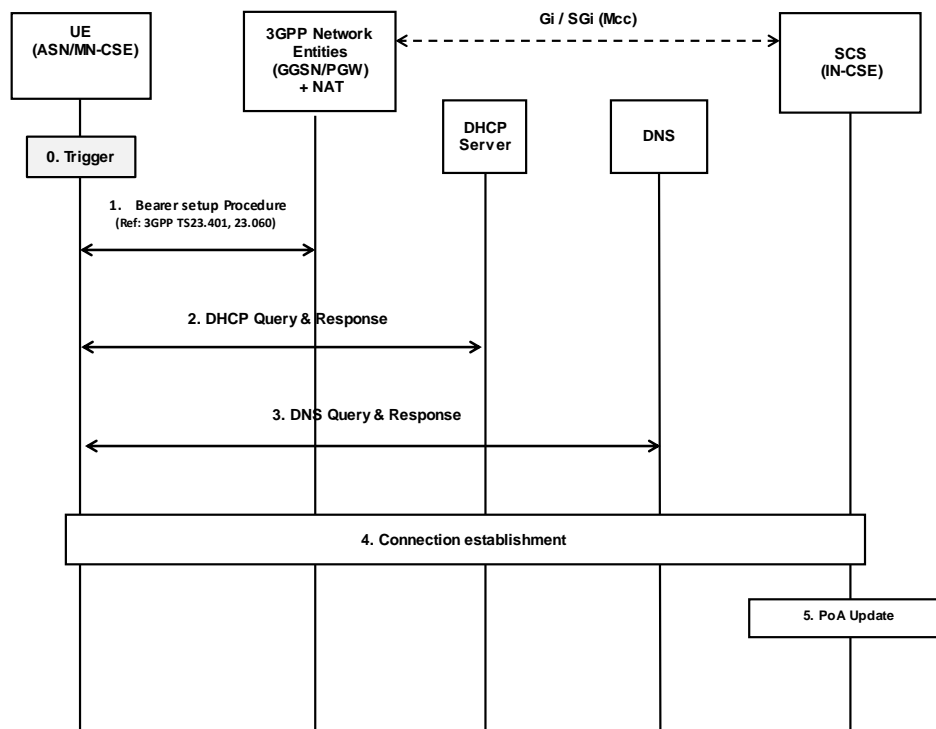 Gi / SGi (Mcc)
UE
(ASN/MN-CSE)
3GPP Network
Entities
(GGSN/PGW)
+ NAT
SCS
(IN-CSE)
DHCP
Server
DNS
0. Trigger
1. Bearer setup Procedure
(Ref: 3GPP TS23.401, 23.060)
2. DHCP Query & Response
3. DNS Query & Response
4. Connection establishment
5. PoA Update